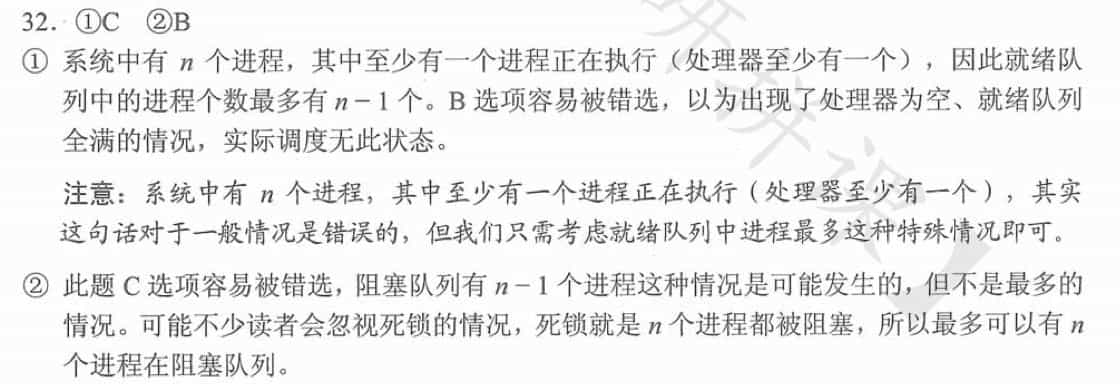 32. ①C ②B
① 系统中有 n 个进程，其中至少有一个进程正在执行（处理器至少有一个），因此就绪队
列中的进程个数最多有 n－1 个。B 选项容易被错选，以为出现了处理器为空、就绪队列
全满的情况，实际调度无此状态。
注意：系统中有 n 个进程，其中至少有一个进程正在执行（处理器至少有一个），其实
这句话对于一般情况是错误的，但我们只需考虑就绪队列中进程最多这种特殊情况即可。
② 此题 C 选项容易被错选，阻塞队列有 n－1 个进程这种情况是可能发生的，但不是最多的
情况。可能不少读者会忽视死锁的情况，死锁就是 n 个进程都被阻塞，所以最多可以有 n
个进程在阻塞队列。